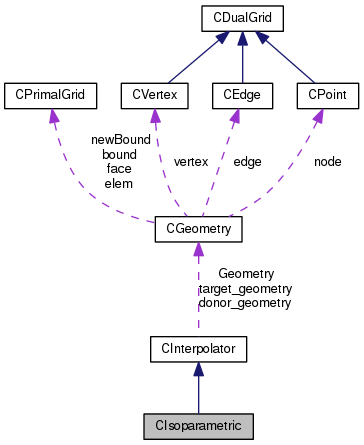 CDualGrid
CPrimalGrid
CVertex
CEdge
CPoint
newBound
bound
face
elem
vertex
edge
node
CGeometry
Geometry
target_geometry
donor_geometry
CInterpolator
CIsoparametric